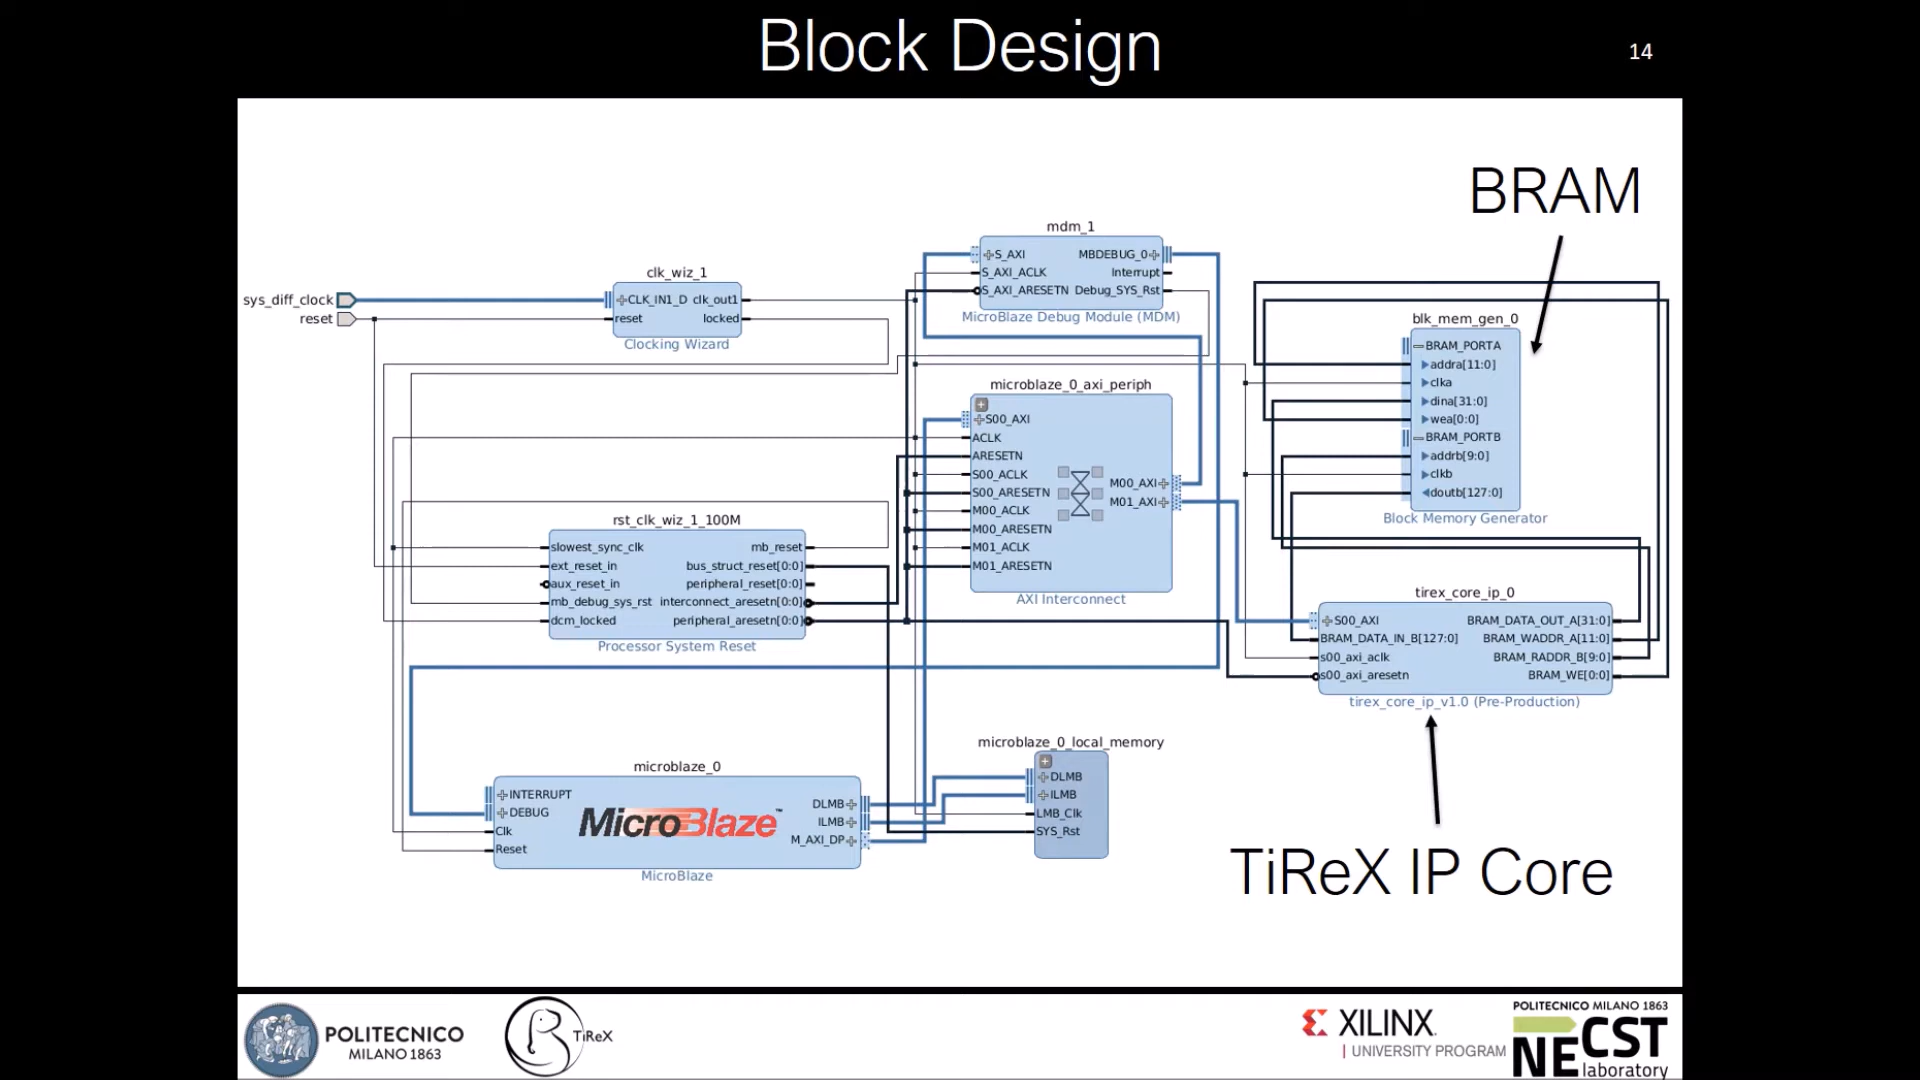 Block Design
14
BRAM
mdm_1
S_AXI
MBDEBUG_0
S_AXI_ACLK
Interrupt
S_AXI_ARESETN
Debug_SYS_Rst
MicroBlaze Debug Module (MDM)
clk_wiz_1
sys_diff_clock
CLK_IN1_D
clk_out1
reset
reset
locked
Clocking Wizard
blk_mem_gen_0
BRAM_PORTA
addra[11:0]
clka
dina[31:0]
wea[0:0]
BRAM_PORTB
addrb[9:0]
clkb
doutb[127:0]
Block Memory Generator
microblaze_0_axi_periph
S00_AXI
ACLK
ARESETN
S00_ACLK
S00_ARESETN
M00_ACLK
M00_ARESETN
M01_ACLK
M01_ARESETN
M00_AXI
M01_AXI
AXI Interconnect
rst_clk_wiz_1_100M
slowest_sync_clk
mb_reset
ext_reset_in
bus_struct_reset[0:0]
aux_reset_in
peripheral_reset[0:0]
mb_debug_sys_rst
interconnect_aresetn[0:0]
dcm_locked
peripheral_aresetn[0:0]
Processor System Reset
tirex_core_ip_0
S00_AXI
BRAM_DATA_OUT_A[31:0]
BRAM_DATA_IN_B[127:0]
BRAM_WADDR_A[11:0]
s00_axi_aclk
BRAM_RADDR_B[9:0]
s00_axi_aresetn
BRAM_WE[0:0]
tirex_core_ip_v1.0 (Pre-Production)
microblaze_0_local_memory
DLMB
ILMB
LMB_Clk
SYS_Rst
microblaze_0
INTERRUPT
DEBUG
Clk
Reset
MicroBlaze™
DLMB
ILMB
M_AXI_DP
MicroBlaze
TiReX IP Core
POLITECNICO
MILANO 1863
TiReX
XILINX
UNIVERSITY PROGRAM
POLITECNICO MILANO 1863
NECST
laboratory